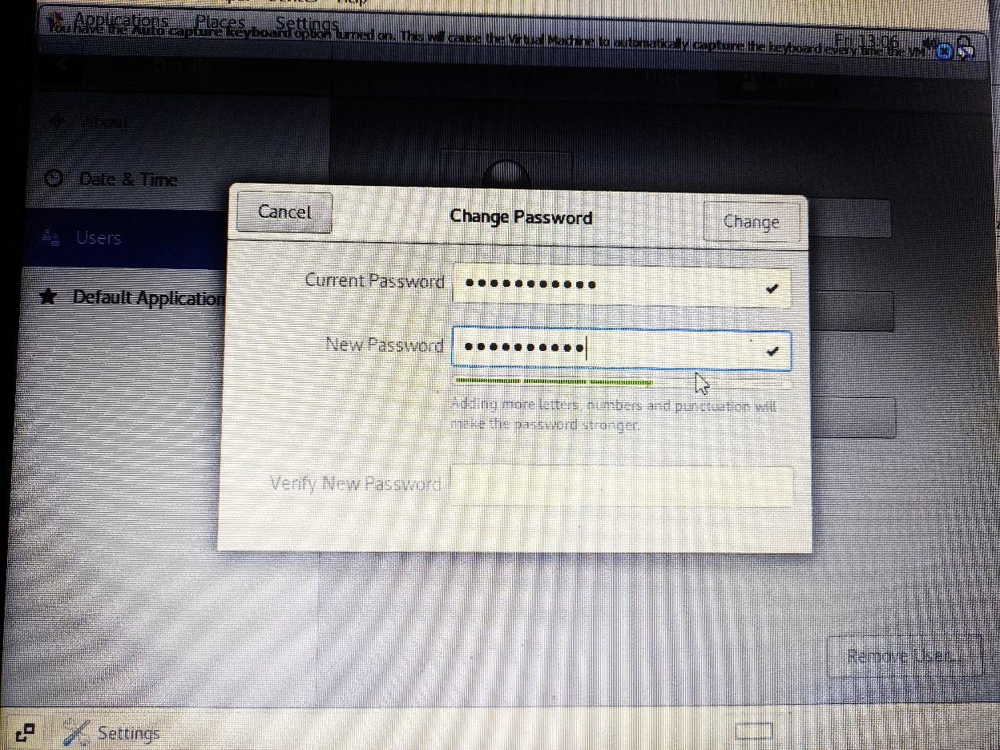 Help
Applications Places Settings Fri 13:06
You have the Auto capture keyboard option turned on. This will cause the Virtual Machine to automatically capture the keyboard every time the VM
Details
About
Date & Time
Users
Default Application
Cancel
Change Password
Change
Current Password
New Password
Adding more letters, numbers and punctuation will
make the password stronger.
Verify New Password
Remove User...
Settings